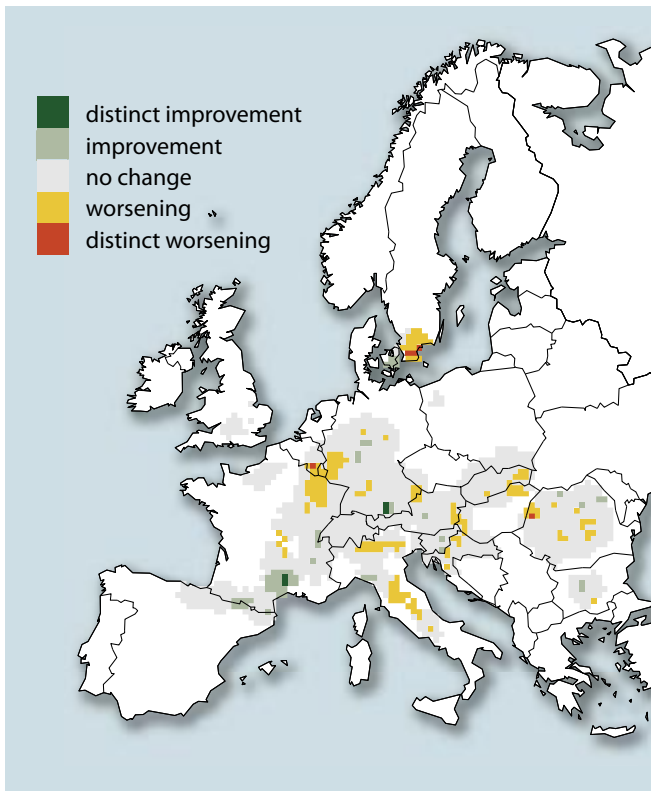 distinct improvement
improvement
no change
worsening
distinct worsening